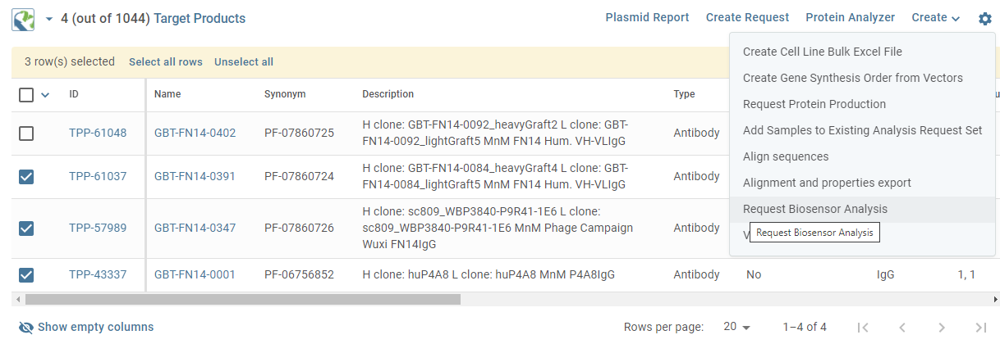 4 (out of 1044) Target Products
Plasmid Report Create Request Protein Analyzer Create
3 row(s) selected Select all rows Unselect all
Create Cell Line Bulk Excel File
Create Gene Synthesis Order from Vectors
Request Protein Production
Add Samples to Existing Analysis Request Set
Align sequences
Alignment and properties export
Request Biosensor Analysis
V
Request Biosensor Analysis
ID Name Synonym Description Type
TPP-61048 GBT-FN14-0402 PF-07860725 H clone: GBT-FN14-0092_heavyGraft2 L clone: GBT-
FN14-0092_lightGraft5 MnM FN14 Hum. VH-VLIgG
Antibody
TPP-61037 GBT-FN14-0391 PF-07860724 H clone: GBT-FN14-0084_heavyGraft4 L clone: GBT-
FN14-0084_lightGraft5 MnM FN14 Hum. VH-VLIgG
Antibody
TPP-57989 GBT-FN14-0347 PF-07860726 H clone: sc809_WBP3840-P9R41-1E6 L clone:
sc809_WBP3840-P9R41-1E6 MnM Phage Campaign
Wuxi FN14IgG
Antibody
TPP-43337 GBT-FN14-0001 PF-06756852 H clone: huP4A8 L clone: huP4A8 MnM P4A8IgG Antibody No IgG 1, 1
Show empty columns Rows per page: 20 1–4 of 4